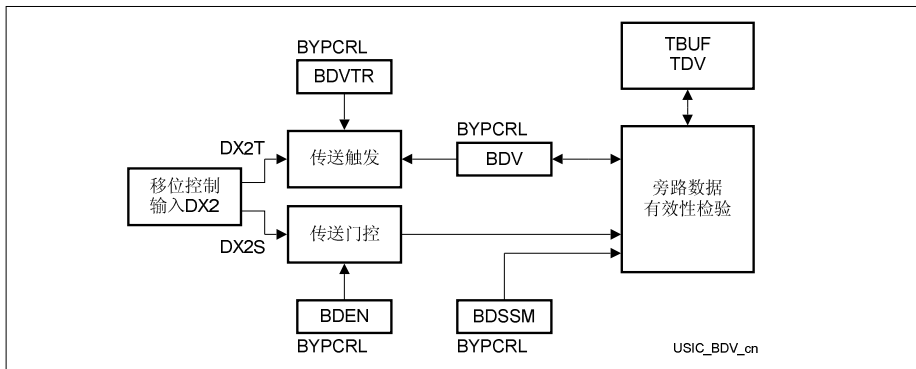 BYPCRL
BDVTR
TBUF
TDV
DX2T
传送触发
BYPCRL
BDV
移位控制
输入DX2
旁路数据
有效性检验
DX2S
传送门控
BDEN
BYPCRL
BDSSM
BYPCRL
USIC_BDV_cn